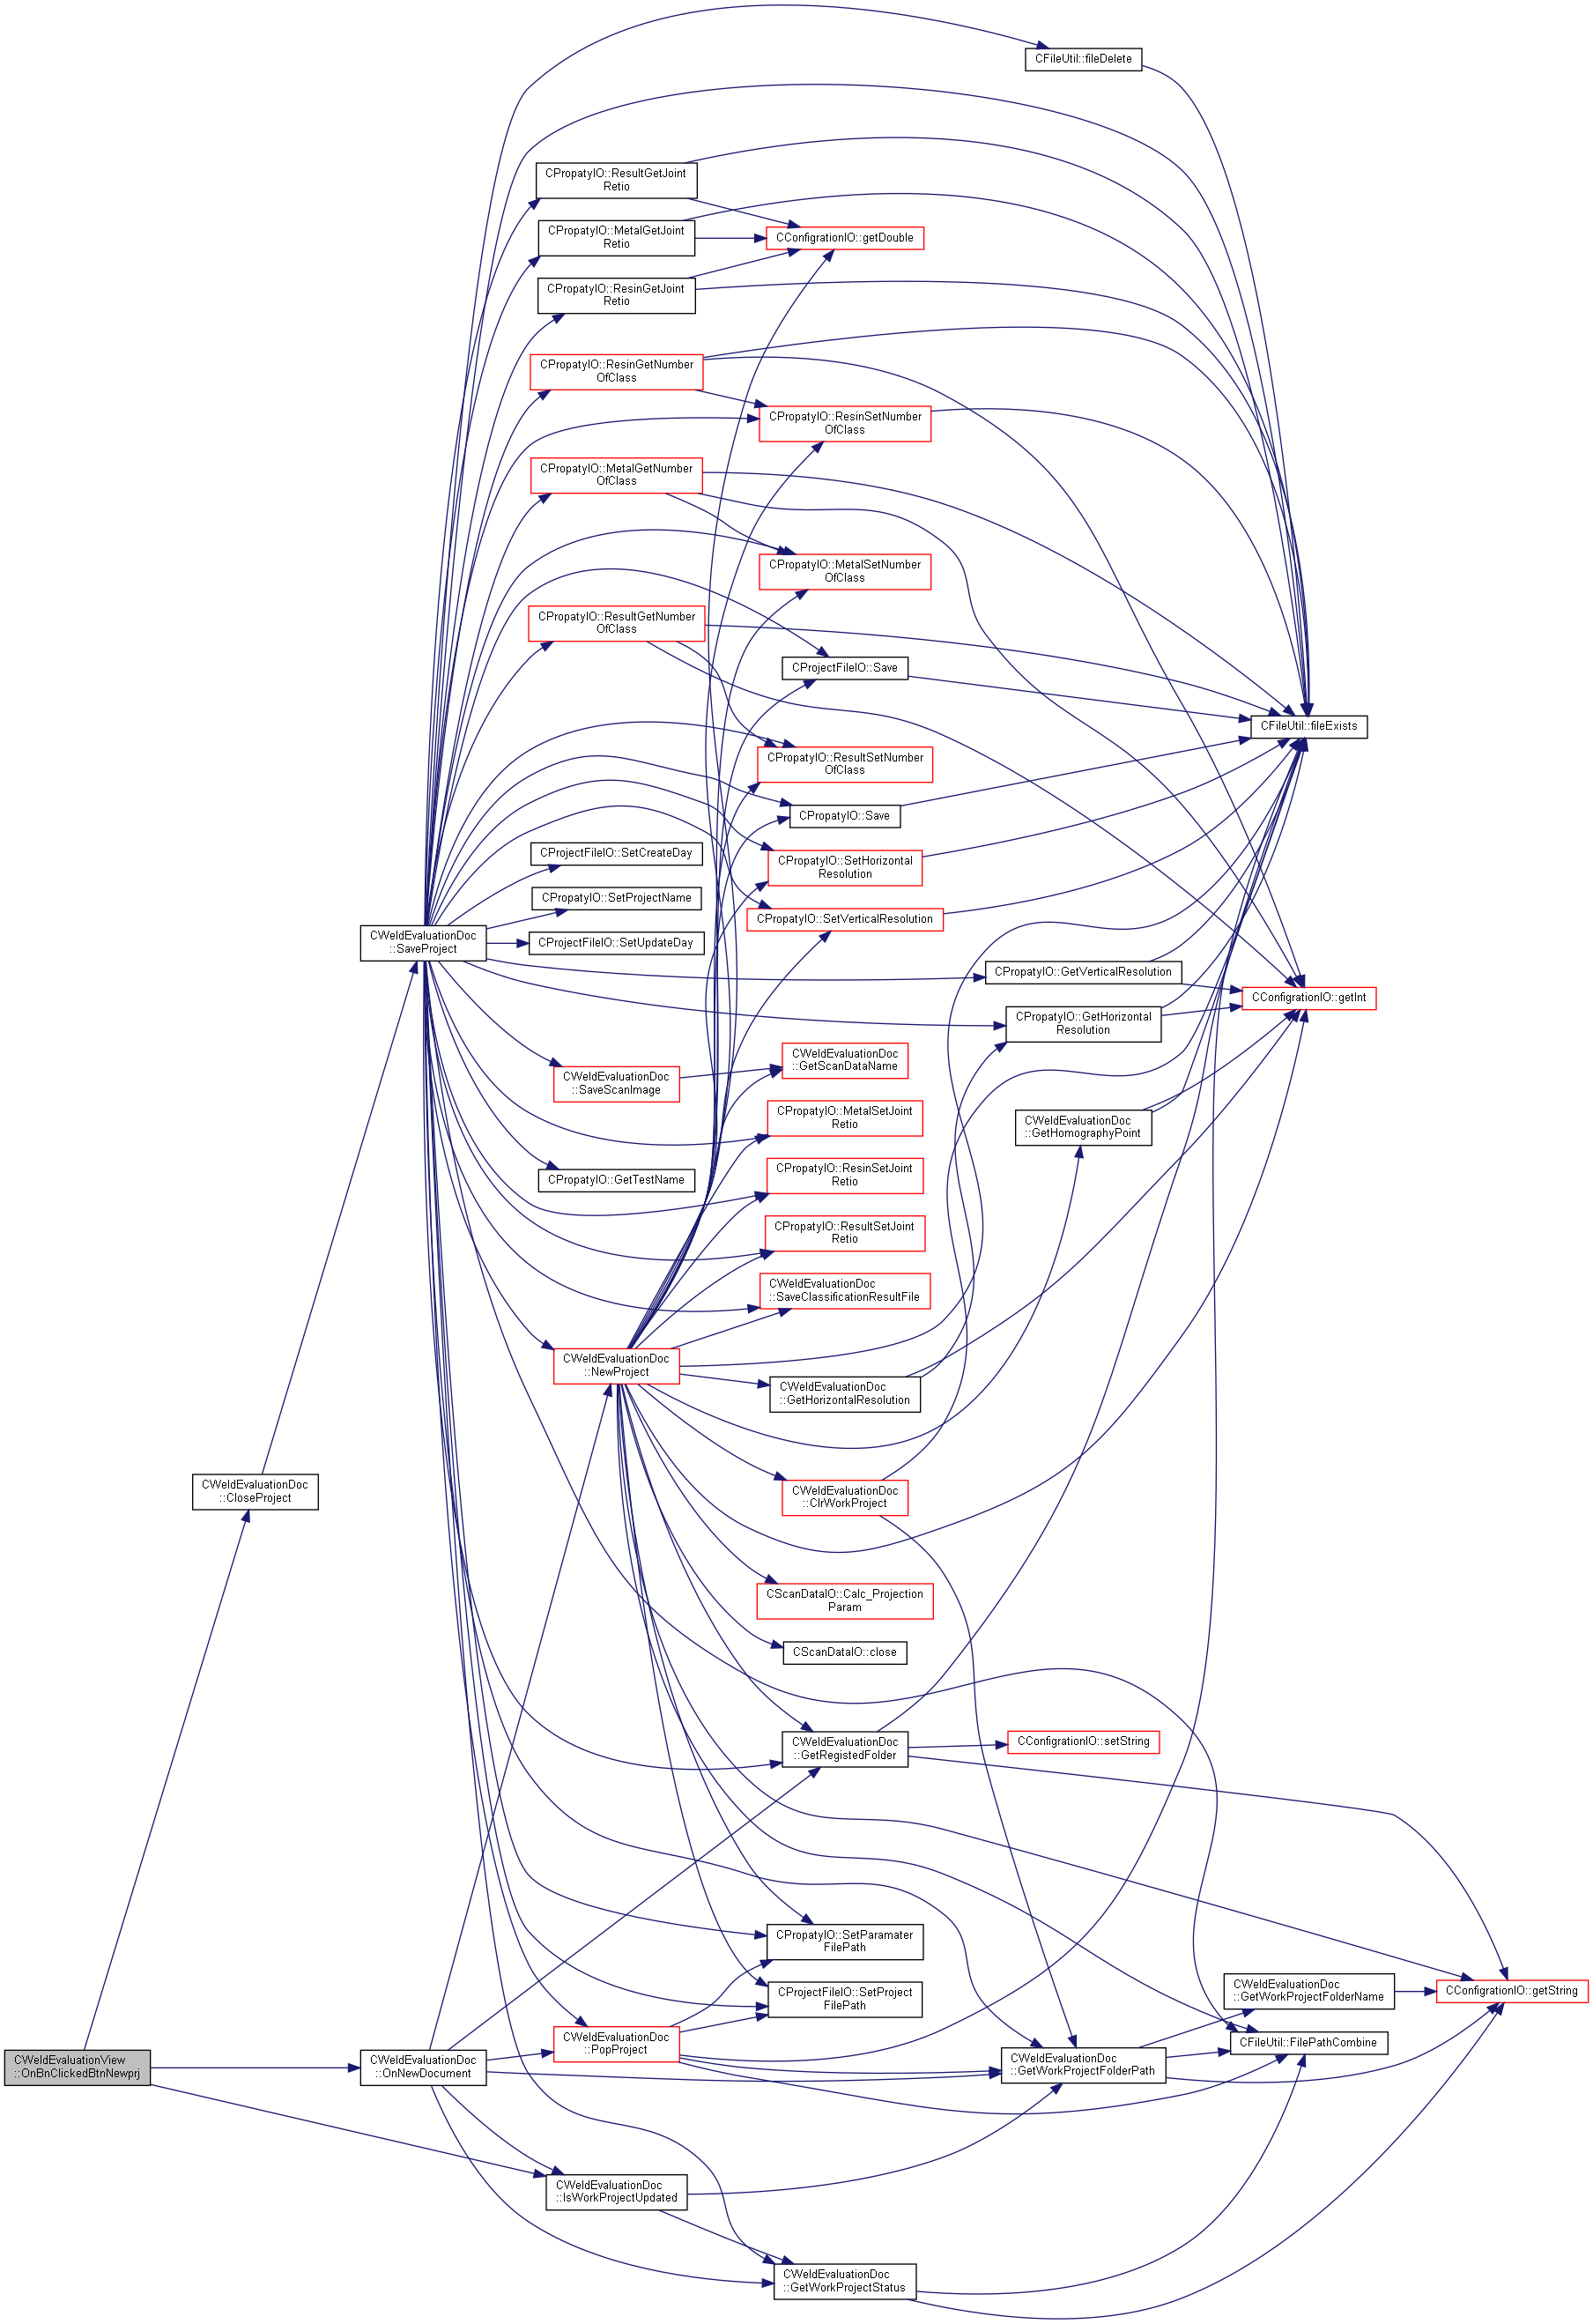 CFileUtil::fileDelete
CPropatyIO::ResultGetJoint
Retio
CPropatyIO::MetalGetJoint
Retio
CConfigrationIO::getDouble
CPropatyIO::ResinGetJoint
Retio
CPropatyIO::ResinGetNumber
OfClass
CPropatyIO::ResinSetNumber
OfClass
CPropatyIO::MetalGetNumber
OfClass
CPropatyIO::MetalSetNumber
OfClass
CPropatyIO::ResultGetNumber
OfClass
CProjectFileIO::Save
CFileUtil::fileExists
CPropatyIO::ResultSetNumber
OfClass
CPropatyIO::Save
CProjectFileIO::SetCreateDay
CPropatyIO::SetHorizontal
Resolution
CPropatyIO::SetProjectName
CPropatyIO::SetVerticalResolution
CWeldEvaluationDoc
::SaveProject
CProjectFileIO::SetUpdateDay
CPropatyIO::GetVerticalResolution
CConfigrationIO::getInt
CPropatyIO::GetHorizontal
Resolution
CWeldEvaluationDoc
::GetScanDataName
CWeldEvaluationDoc
::SaveScanImage
CPropatyIO::MetalSetJoint
Retio
CWeldEvaluationDoc
::GetHomographyPoint
CPropatyIO::ResinSetJoint
Retio
CPropatyIO::GetTestName
CPropatyIO::ResultSetJoint
Retio
CWeldEvaluationDoc
::SaveClassificationResultFile
CWeldEvaluationDoc
::NewProject
CWeldEvaluationDoc
::GetHorizontalResolution
CWeldEvaluationDoc
::CloseProject
CWeldEvaluationDoc
::ClrWorkProject
CScanDataIO::Calc_Projection
Param
CScanDataIO::close
CWeldEvaluationDoc
::GetRegistedFolder
CConfigrationIO::setString
CPropatyIO::SetParamater
FilePath
CProjectFileIO::SetProject
FilePath
CWeldEvaluationDoc
::GetWorkProjectFolderName
CConfigrationIO::getString
CWeldEvaluationDoc
::PopProject
CFileUtil::FilePathCombine
CWeldEvaluationView
::OnBnClickedBtnNewprj
CWeldEvaluationDoc
::OnNewDocument
CWeldEvaluationDoc
::GetWorkProjectFolderPath
CWeldEvaluationDoc
::IsWorkProjectUpdated
CWeldEvaluationDoc
::GetWorkProjectStatus